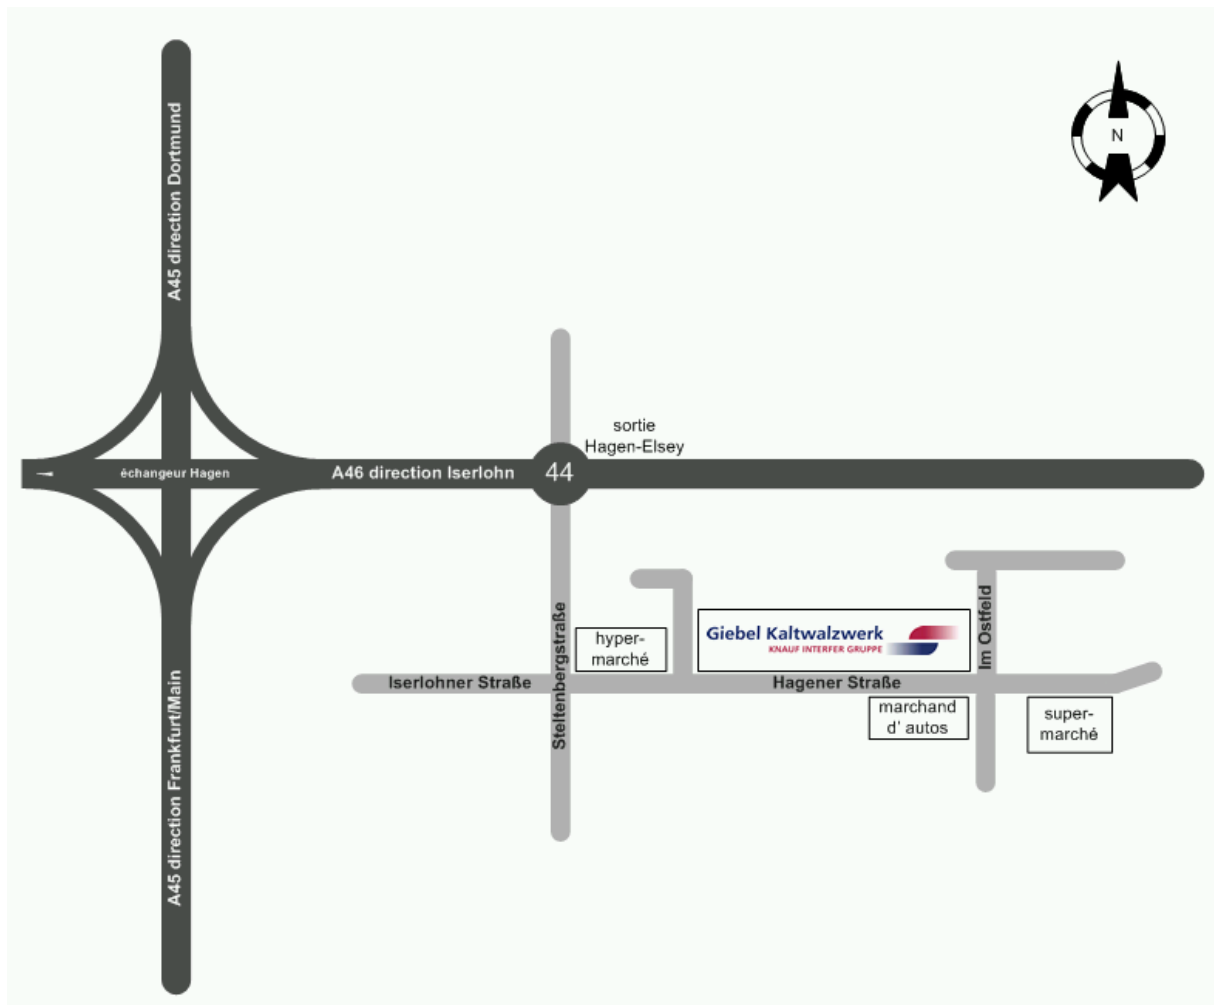 A45 direction Dortmund
N
sortie
Hagen-Elsey
échangeur Hagen
A46 direction Iserlohn
44
A45 direction Frankfurt/Main
Steltenbergstraße
hyper-
marché
Giebel Kaltwalzwerk
KNAUF INTERFER GRUPPE
Im Ostfeld
Iserlohner Straße
Hagener Straße
marchand
d' autos
super-
marché